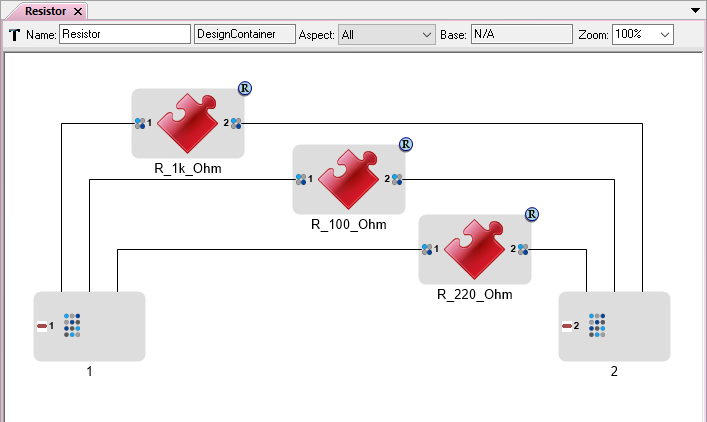 Resistor
Name: Resistor DesignContainer Aspect: All Base: N/A Zoom: 100%
R
1 2
R_1k_Ohm
R
1 2
R_100_Ohm
R
1 2
R_220_Ohm
1
1
2
2